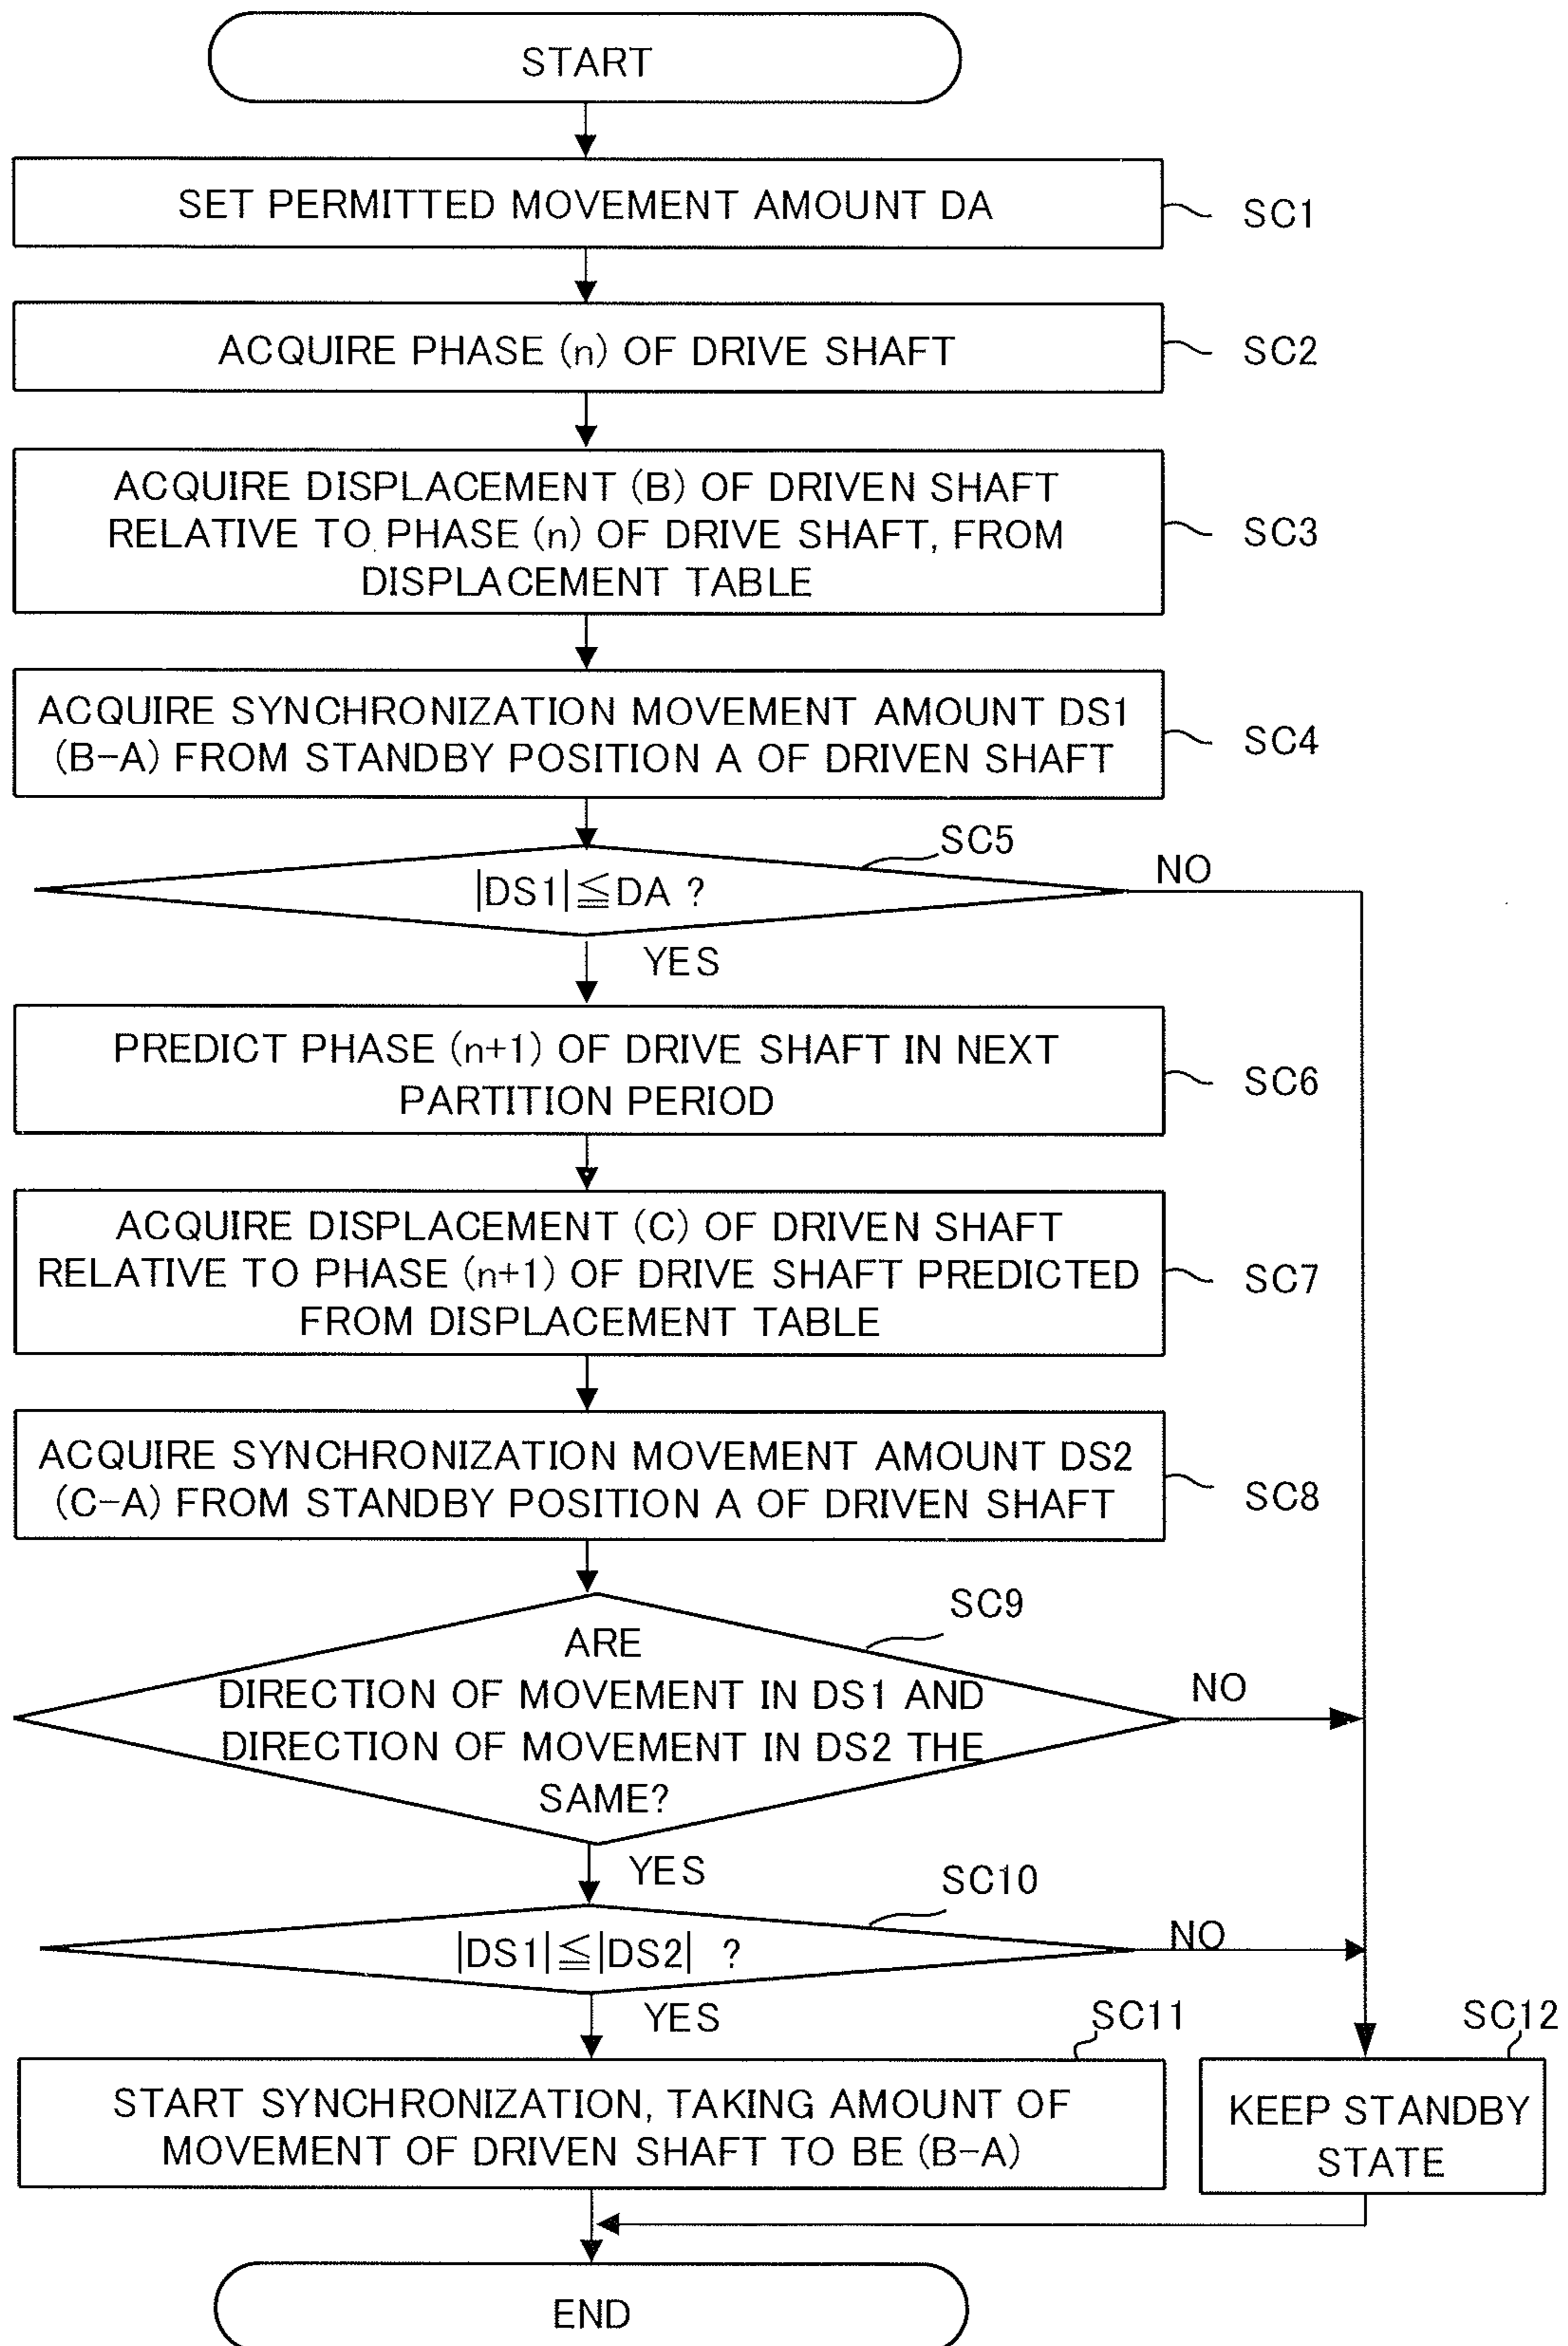 START
SET PERMITTED MOVEMENT AMOUNT DA
SC1
ACQUIRE PHASE (n) OF DRIVE SHAFT
SC2
ACQUIRE DISPLACEMENT (B) OF DRIVEN SHAFT
RELATIVE TO PHASE (n) OF DRIVE SHAFT, FROM
DISPLACEMENT TABLE
SC3
ACQUIRE SYNCHRONIZATION MOVEMENT AMOUNT DS1
(B-A) FROM STANDBY POSITION A OF DRIVEN SHAFT
SC4
SC5
|DS1|≦DA ?
NO
YES
PREDICT PHASE (n+1) OF DRIVE SHAFT IN NEXT
PARTITION PERIOD
SC6
ACQUIRE DISPLACEMENT (C) OF DRIVEN SHAFT
RELATIVE TO PHASE (n+1) OF DRIVE SHAFT PREDICTED
FROM DISPLACEMENT TABLE
SC7
ACQUIRE SYNCHRONIZATION MOVEMENT AMOUNT DS2
(C-A) FROM STANDBY POSITION A OF DRIVEN SHAFT
SC8
SC9
ARE
DIRECTION OF MOVEMENT IN DS1 AND
DIRECTION OF MOVEMENT IN DS2 THE
SAME?
NO
YES
SC10
|DS1|≦|DS2| ?
NO
YES
SC11
START SYNCHRONIZATION, TAKING AMOUNT OF
MOVEMENT OF DRIVEN SHAFT TO BE (B-A)
SC12
KEEP STANDBY
STATE
END